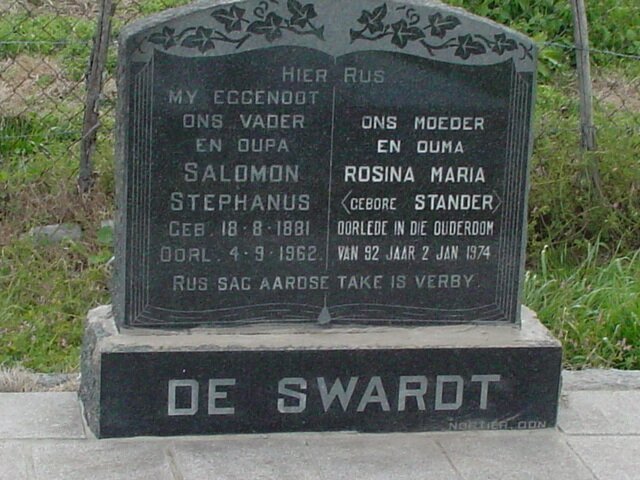 HIER RUS
MY EGGENOOT
ONS VADER
EN OUPA
SALOMON
STEPHANUS
GEB. 18·8·1881
OORL. 4·9·1962.
ONS MOEDER
EN OUMA
ROSINA MARIA
(GEBORE STANDER)
OORLEDE IN DIE OUDERDOM
VAN 92 JAAR 2 JAN 1974
RUS SAG AARDSE TAKE IS VERBY.
DE SWARDT
NORTIER, ODN